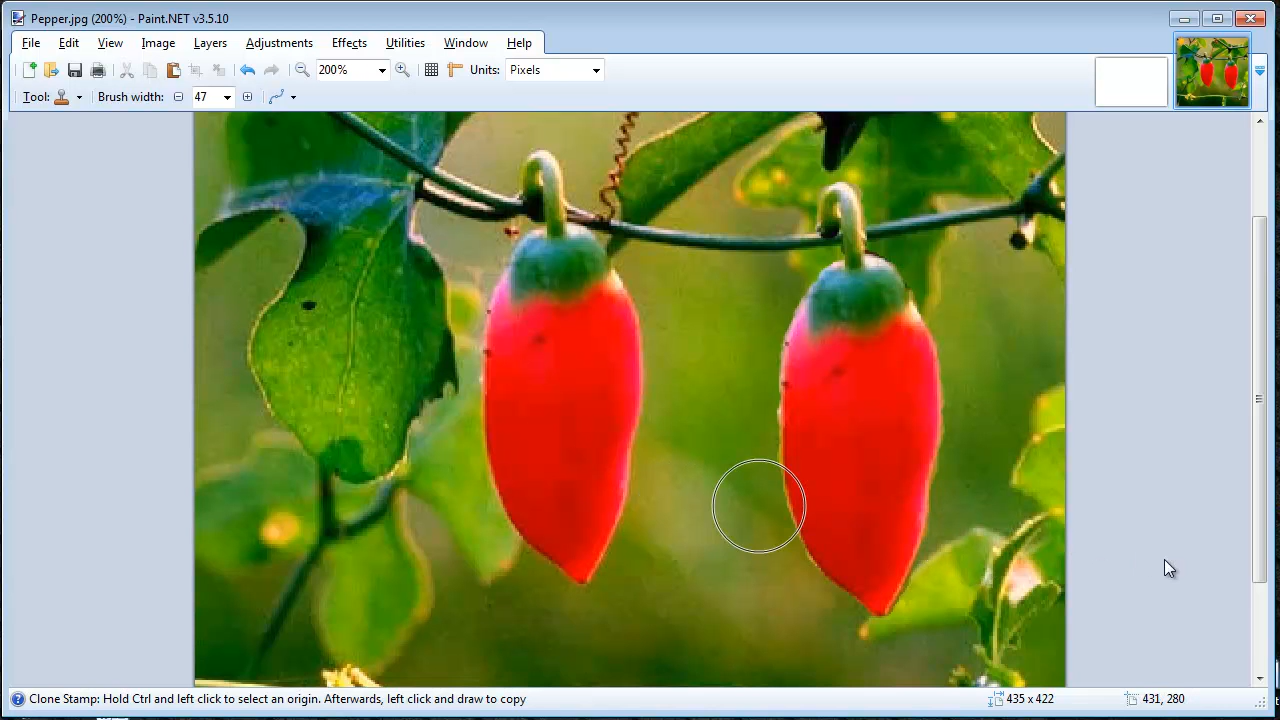 Pepper.jpg (200%) - Paint.NET v3.5.10
File Edit View Image Layers Adjustments Effects Utilities Window Help
200% Units: Pixels
Tool: Brush width: 47
Clone Stamp: Hold Ctrl and left click to select an origin. Afterwards, left click and draw to copy 435 x 422 431, 280